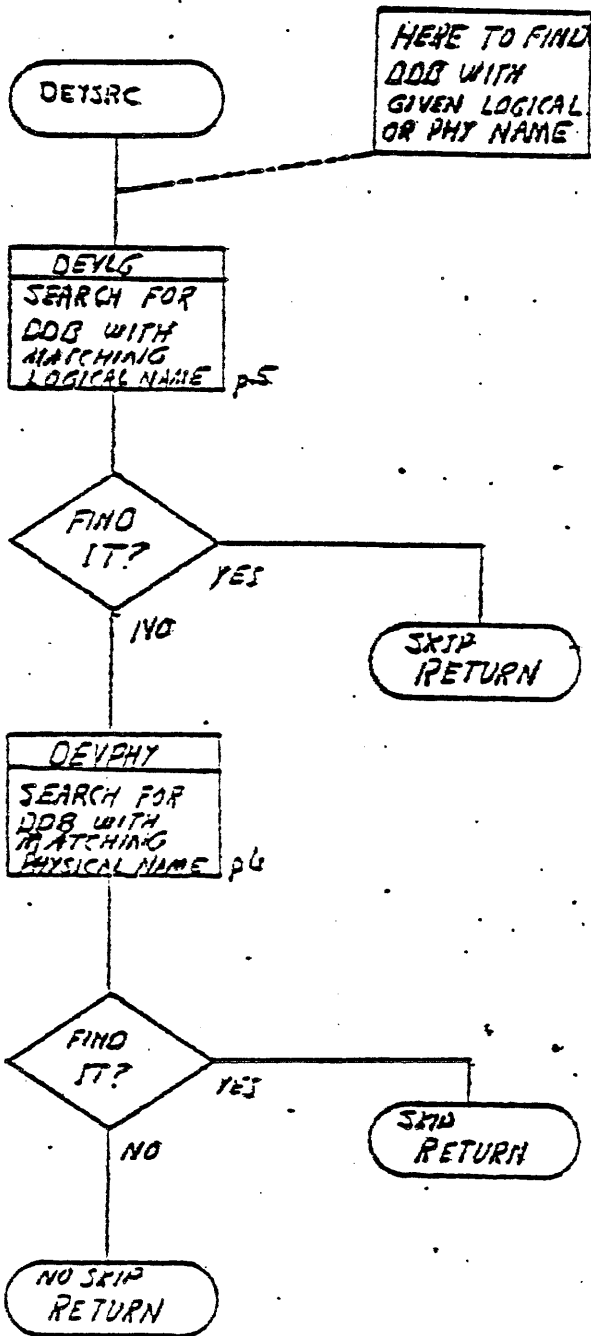 HERE TO FIND
DDB WITH
GIVEN LOGICAL
OR PHY NAME
DEVSRC
DEVLG
SEARCH FOR
DDB WITH
MATCHING
LOGICAL NAME p.5
FIND
IT?
YES
NO
SKIP
RETURN
DEVPHY
SEARCH FOR
DDB WITH
MATCHING
PHYSICAL NAME
FIND
IT?
YES
NO
SKIP
RETURN
NO SKIP
RETURN